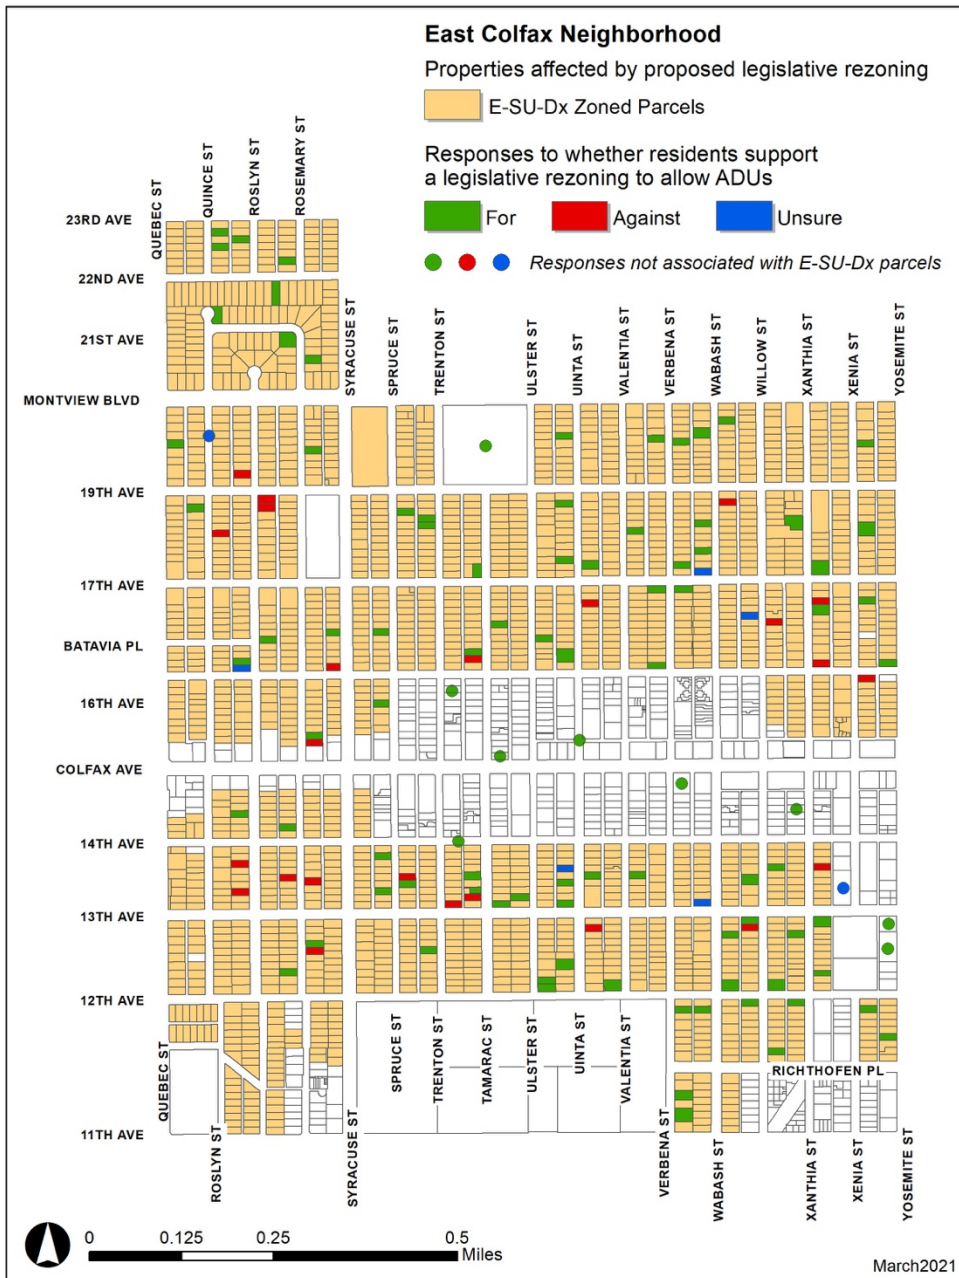 East Colfax Neighborhood
Properties affected by proposed legislative rezoning
E-SU-Dx Zoned Parcels
Responses to whether residents support
a legislative rezoning to allow ADUs
For
Against
Unsure
Responses not associated with E-SU-Dx parcels
QUEBEC ST
QUINCE ST
ROSLYN ST
ROSEMARY ST
23RD AVE
22ND AVE
21ST AVE
SYRACUSE ST
SPRUCE ST
TRENTON ST
ULSTER ST
UINTA ST
VALENTIA ST
VERBENA ST
WABASH ST
WILLOW ST
XANTHIA ST
XENIA ST
YOSEMITE ST
MONTVIEW BLVD
19TH AVE
17TH AVE
BATAVIA PL
16TH AVE
COLFAX AVE
14TH AVE
13TH AVE
12TH AVE
QUEBEC ST
SPRUCE ST
TRENTON ST
TAMARAC ST
ULSTER ST
UINTA ST
VALENTIA ST
RICHTHOFEN PL
11TH AVE
ROSLYN ST
SYRACUSE ST
VERBENA ST
WABASH ST
XANTHIA ST
XENIA ST
YOSEMITE ST
0 0.125 0.25 0.5
Miles
March2021